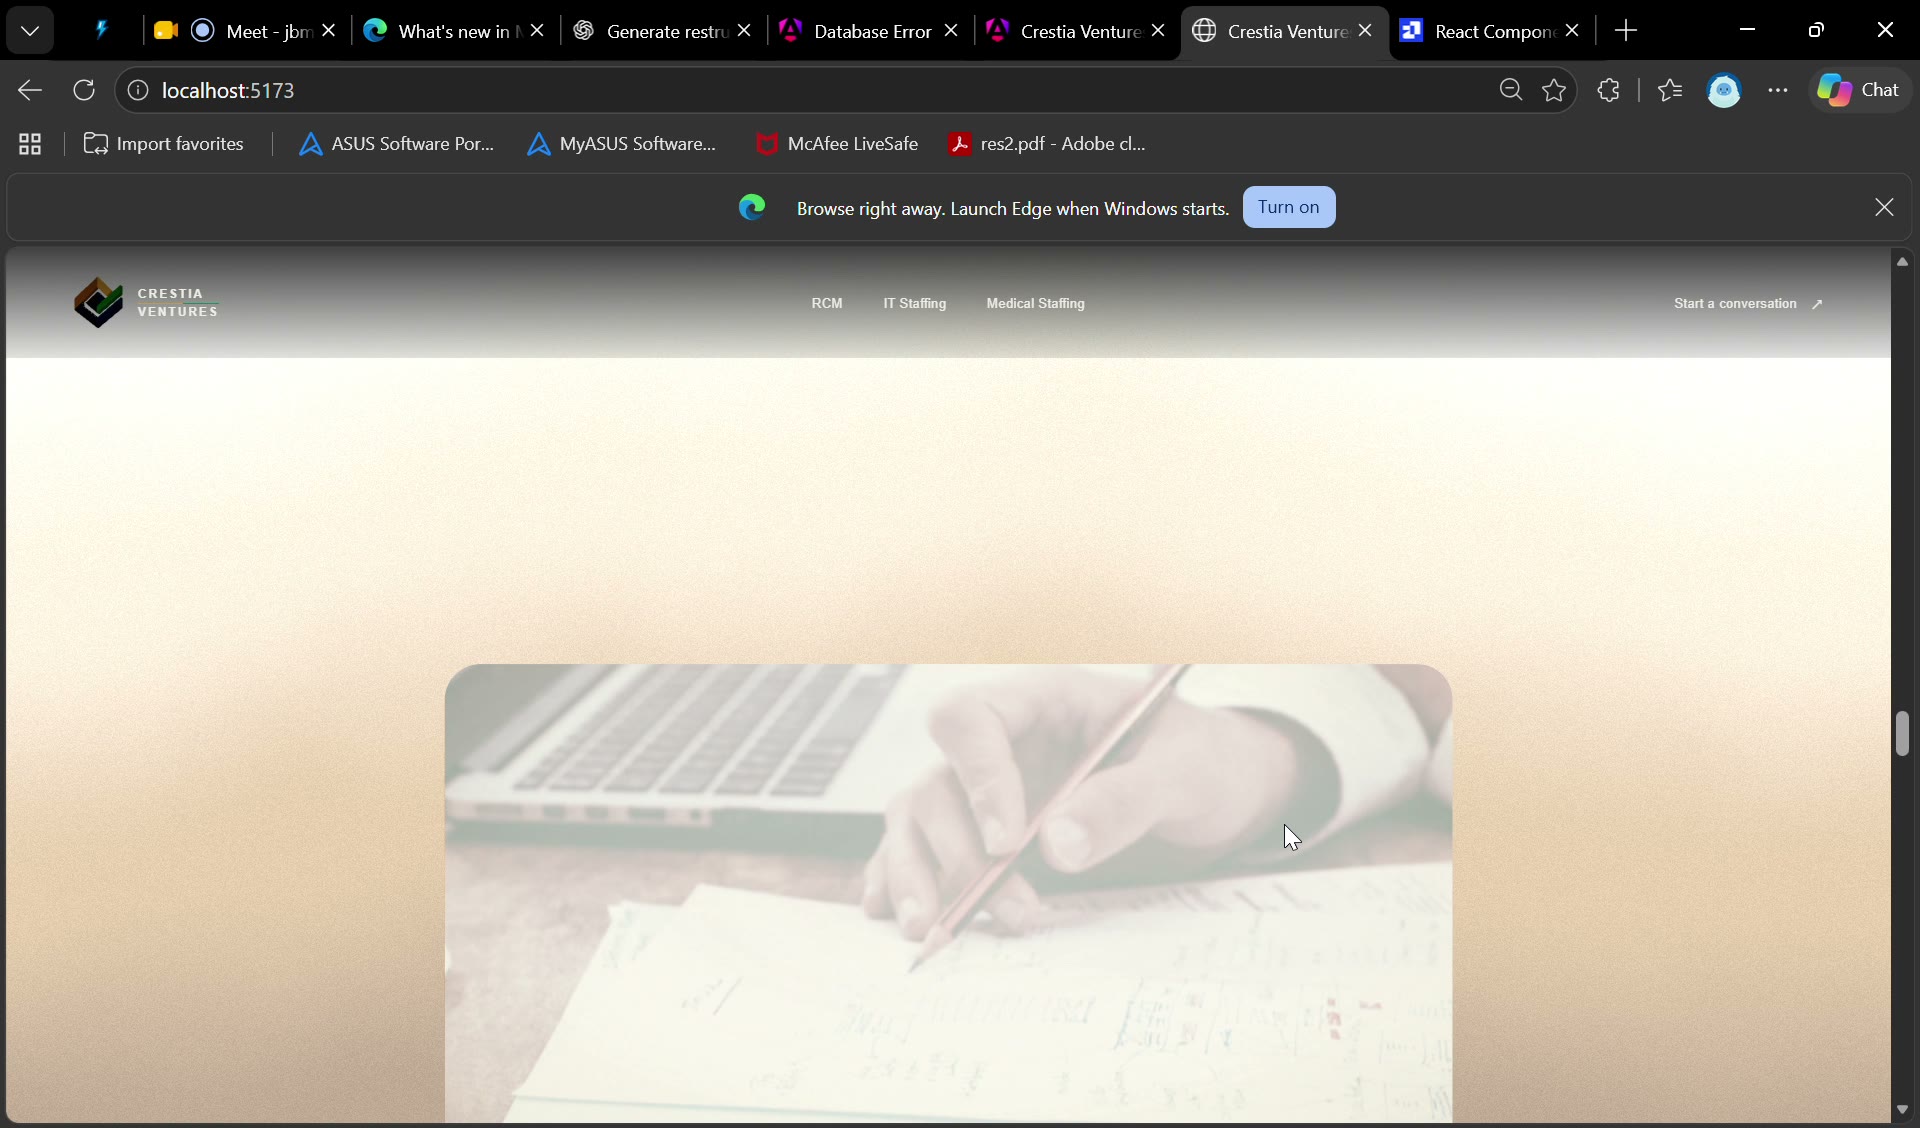 Meet - jbm
What's new in
Generate restru
Database Error
Crestia Venture
Crestia Venture
React Compon
localhost:5173
Chat
Import favorites
ASUS Software Por...
MyASUS Software...
McAfee LiveSafe
res2.pdf - Adobe cl...
Browse right away. Launch Edge when Windows starts.
Turn on
CRESTIA
VENTURES
RCM
IT Staffing
Medical Staffing
Start a conversation